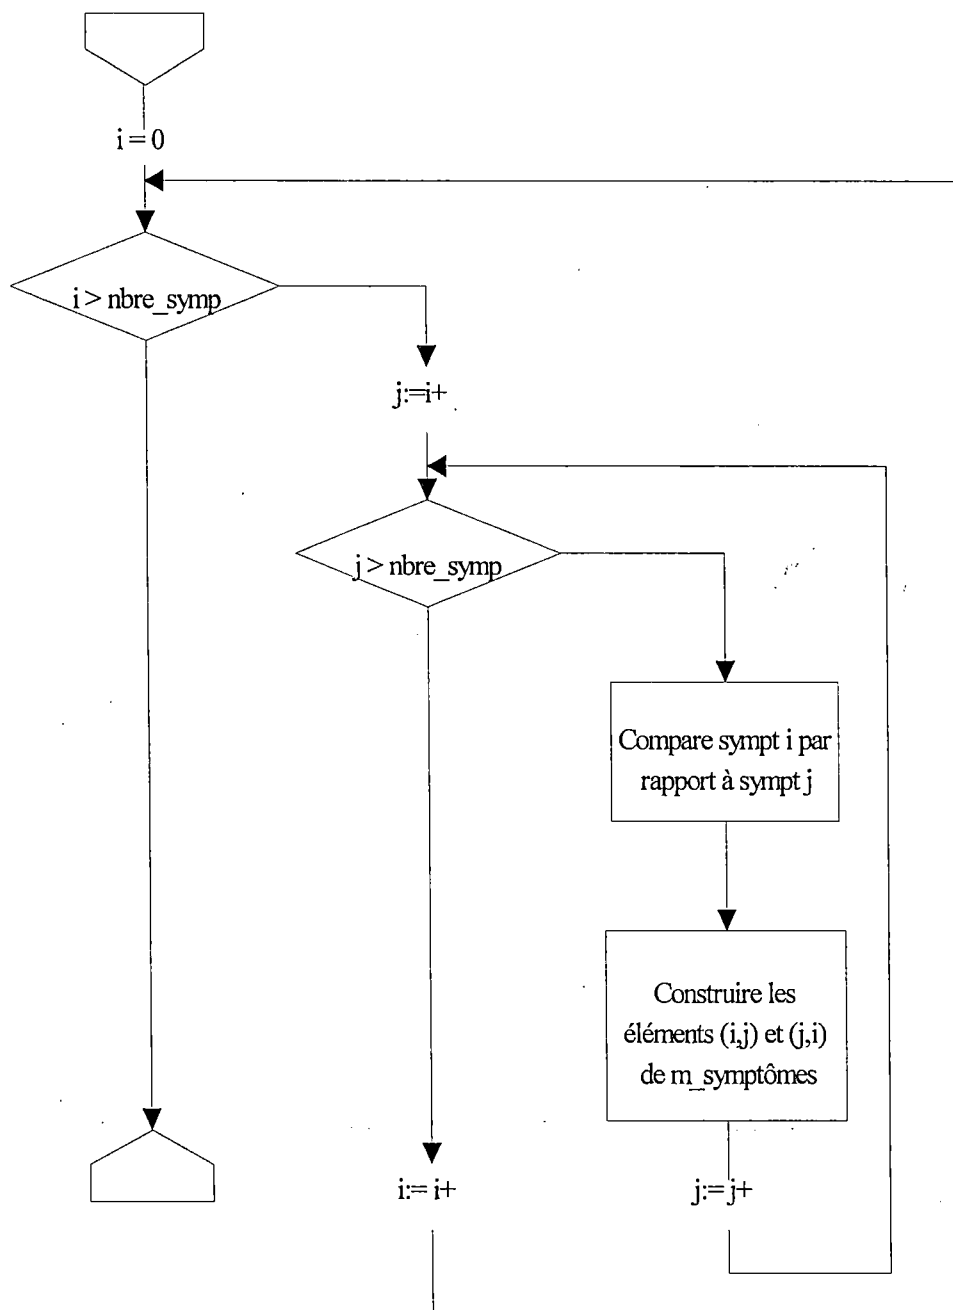 i = 0
i > nbre_symp
j:=i+
j > nbre_symp
Compare sympt i par
rapport à sympt j
Construire les
éléments (i,j) et (j,i)
de m_symptômes
i:= i+
j:= j+